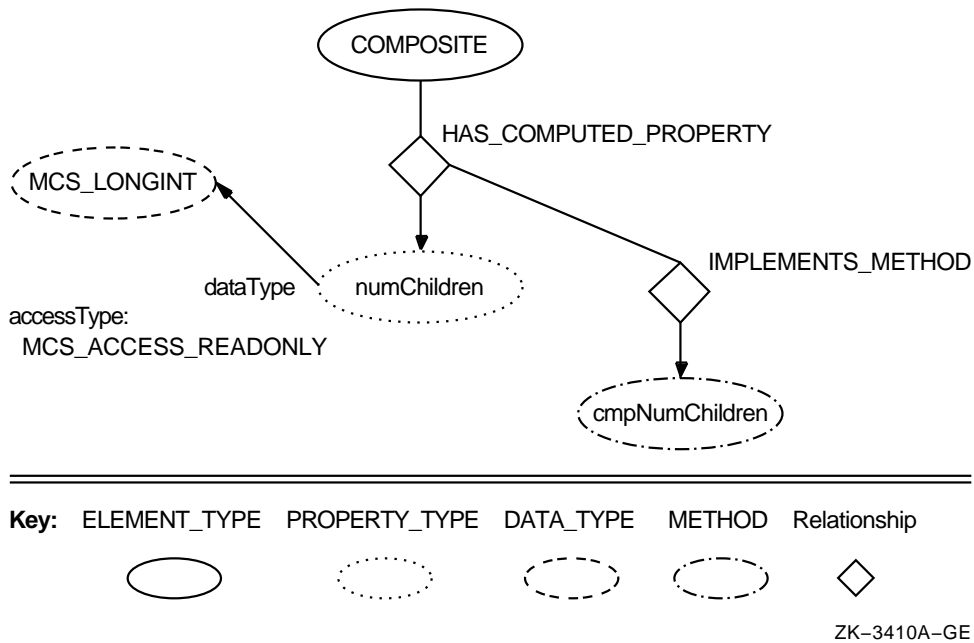 COMPOSITE
HAS_COMPUTED_PROPERTY
MCS_LONGINT
IMPLEMENTS_METHOD
dataType
numChildren
accessType:
MCS_ACCESS_READONLY
cmpNumChildren
Key: ELEMENT_TYPE PROPERTY_TYPE DATA_TYPE METHOD Relationship
ZK–3410A–GE